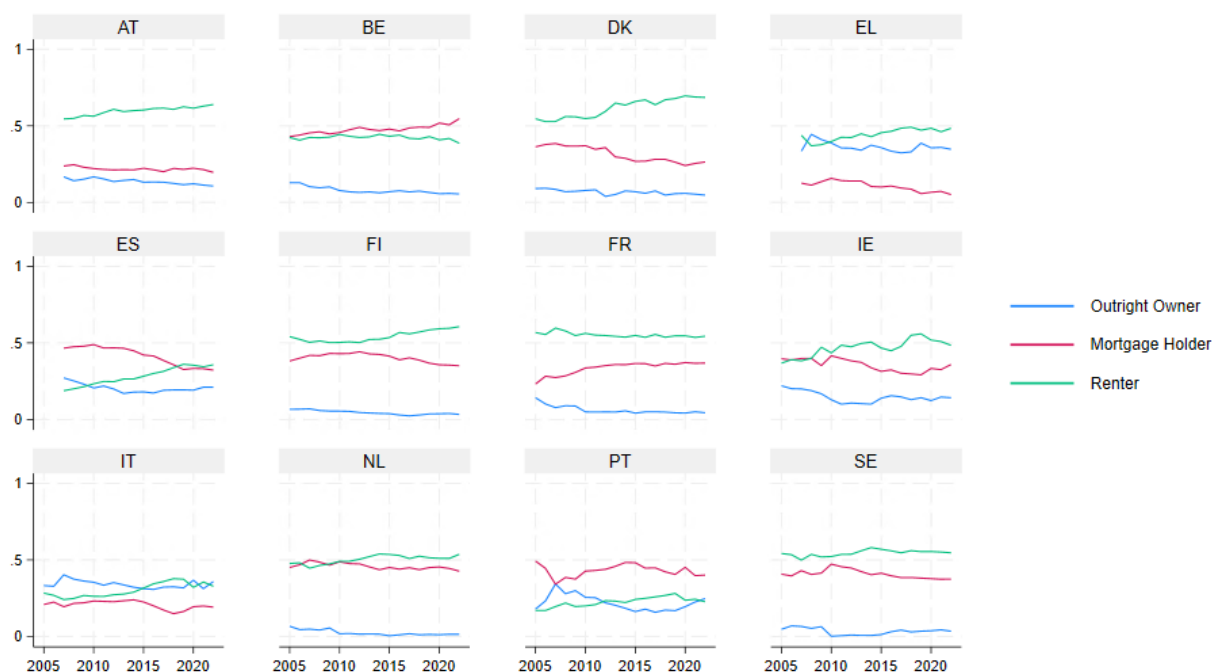 AT BE DK EL
1
.5
0
ES FI FR IE
1
.5
0
Outright Owner
Mortgage Holder
Renter
IT NL PT SE
1
.5
0
2005 2010 2015 2020 2005 2010 2015 2020 2005 2010 2015 2020 2005 2010 2015 2020